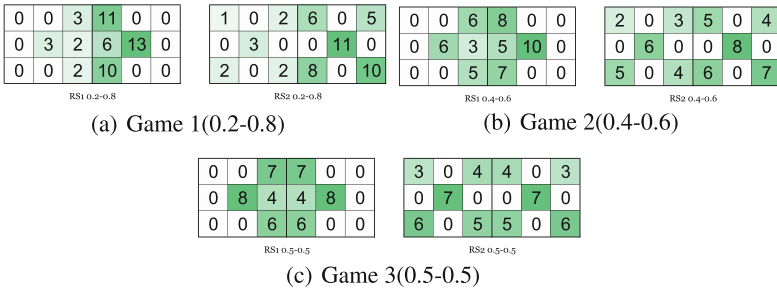 0 0 3 11 0 0
0 3 2 6 13 0
0 0 2 10 0 0
RS1 0.2-0.8
1 0 2 6 0 5
0 3 0 0 11 0
2 0 2 8 0 10
RS2 0.2-0.8
(a) Game 1(0.2-0.8)
0 0 6 8 0 0
0 6 3 5 10 0
0 0 5 7 0 0
RS1 0.4-0.6
2 0 3 5 0 4
0 6 0 0 8 0
5 0 4 6 0 7
RS2 0.4-0.6
(b) Game 2(0.4-0.6)
0 0 7 7 0 0
0 8 4 4 8 0
0 0 6 6 0 0
RS1 0.5-0.5
3 0 4 4 0 3
0 7 0 0 7 0
6 0 5 5 0 6
RS2 0.5-0.5
(c) Game 3(0.5-0.5)